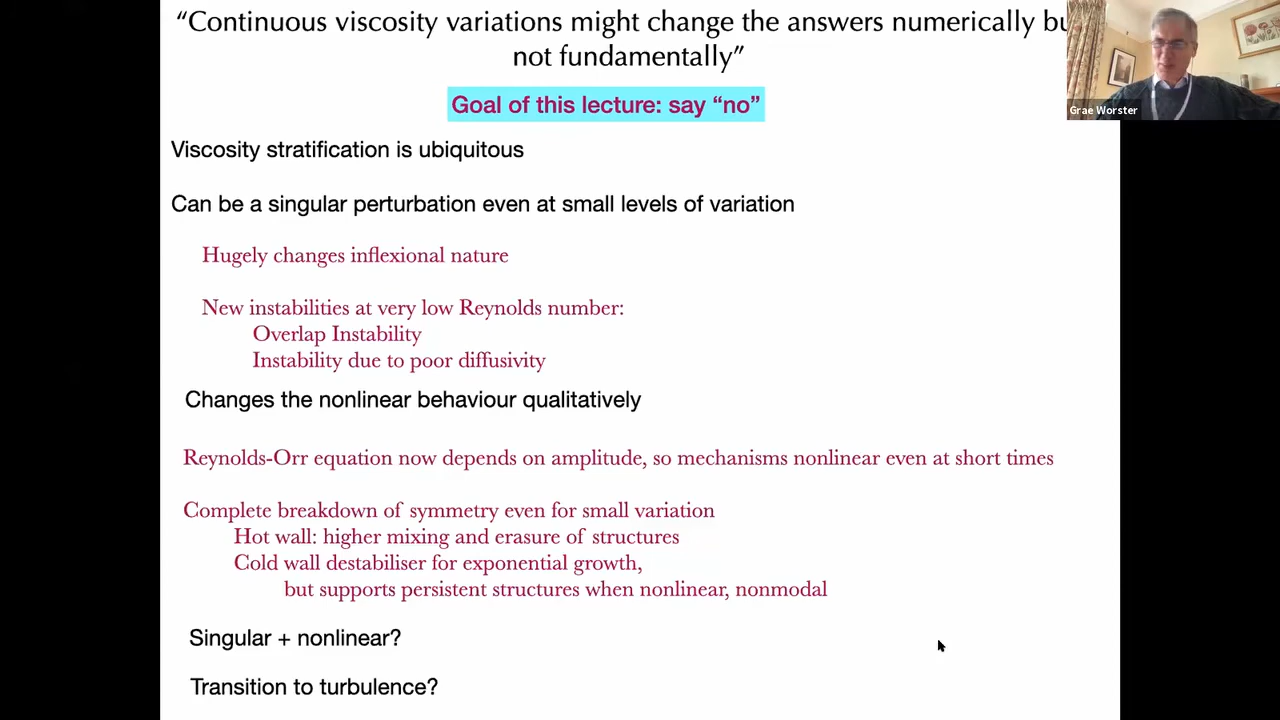 “Continuous viscosity variations might change the answers numerically bu
not fundamentally”
Grae Worster
Goal of this lecture: say “no”
Viscosity stratification is ubiquitous
Can be a singular perturbation even at small levels of variation
Hugely changes inflexional nature
New instabilities at very low Reynolds number:
Overlap Instability
Instability due to poor diffusivity
Changes the nonlinear behaviour qualitatively
Reynolds-Orr equation now depends on amplitude, so mechanisms nonlinear even at short times
Complete breakdown of symmetry even for small variation
Hot wall: higher mixing and erasure of structures
Cold wall destabiliser for exponential growth,
but supports persistent structures when nonlinear, nonmodal
Singular + nonlinear?
Transition to turbulence?